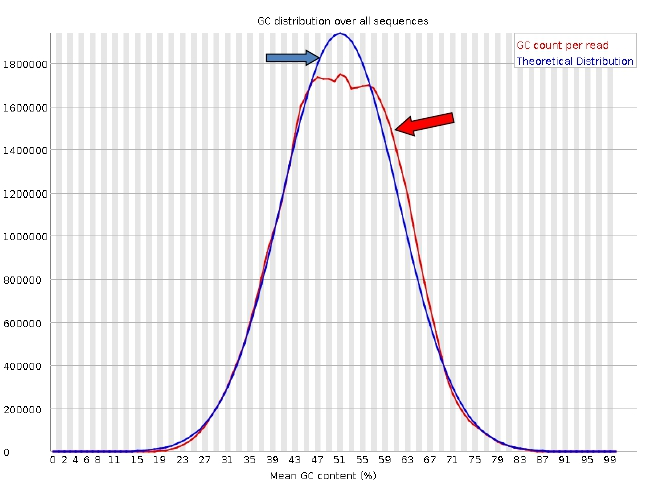 GC distribution over all sequences
GC count per read
Theoretical Distribution
1800000
1600000
1400000
1200000
1000000
800000
600000
400000
200000
0
0 2 4 6 8 11 15 19 23 27 31 35 39 43 47 51 55 59 63 67 71 75 79 83 87 91 95 99
Mean GC content (%)